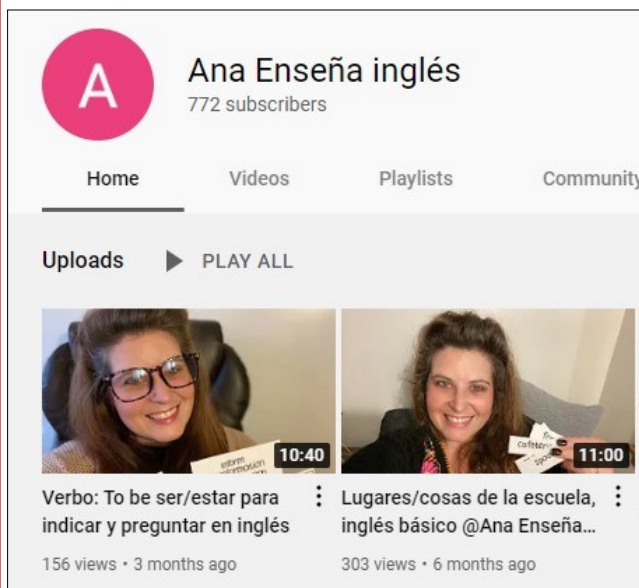 A
Ana Enseña inglés
772 subscribers
Home Videos Playlists Community
Uploads PLAY ALL
10:40
11:00
Verbo: To be ser/estar para
indicar y preguntar en inglés
156 views • 3 months ago
Lugares/cosas de la escuela,
inglés básico @Ana Enseña...
303 views • 6 months ago